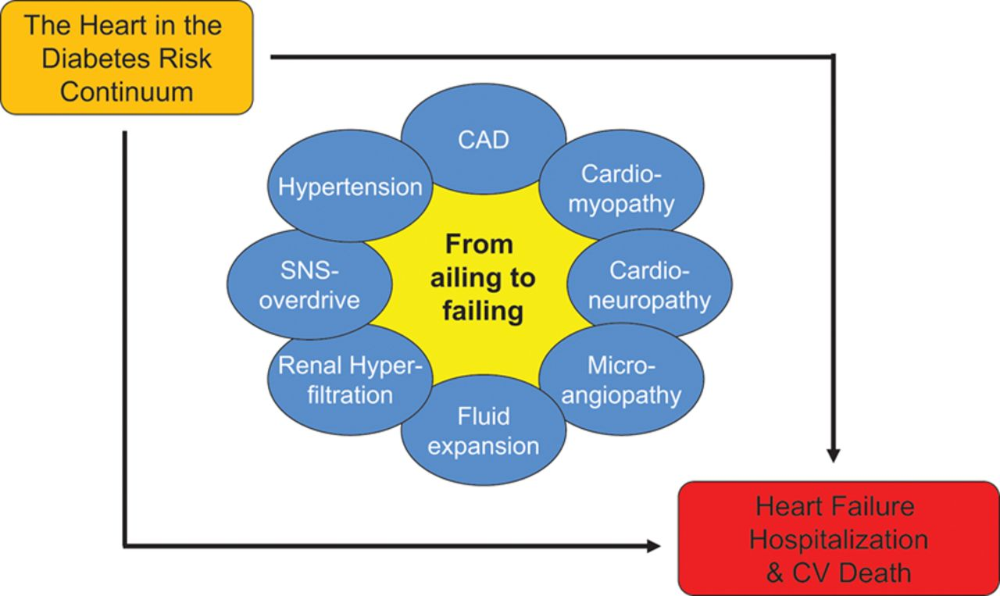 The Heart in the
Diabetes Risk
Continuum
CAD
Cardio-
myopathy
Cardio-
neuropathy
Micro-
angiopathy
Fluid
expansion
Renal Hyper-
filtration
SNS-
overdrive
Hypertension
From
ailing to
failing
Heart Failure
Hospitalization
& CV Death